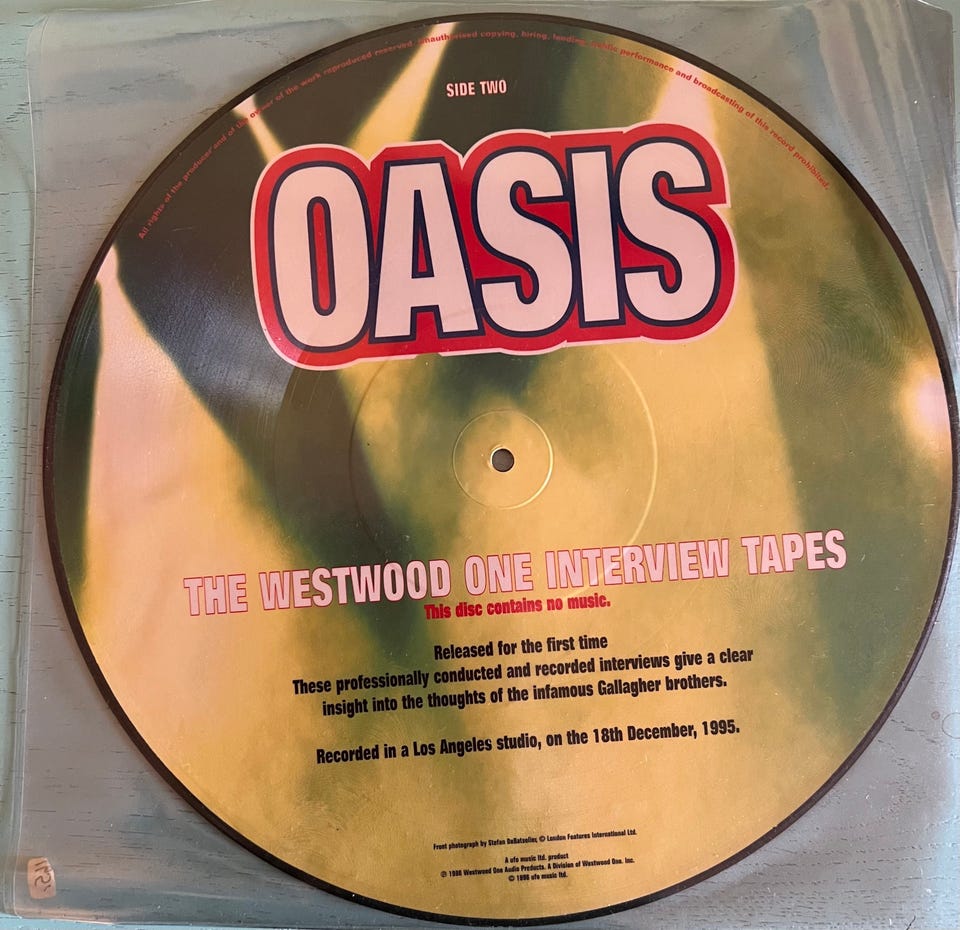 All rights of the producer and of the owner of the work reproduced reserved. Unauthorised copying, hiring, lending, public performance and broadcasting of this record prohibited.
SIDE TWO
OASIS
THE WESTWOOD ONE INTERVIEW TAPES
This disc contains no music.
Released for the first time
These professionally conducted and recorded interviews give a clear
insight into the thoughts of the infamous Gallagher brothers.
Recorded in a Los Angeles studio, on the 18th December, 1995.
Front photograph by Stefan DeBatselier, © London Features International Ltd.
A ufo music ltd. product
℗ 1996 Westwood One Audio Products. A Division of Westwood One. Inc.
© 1996 ufo music ltd.